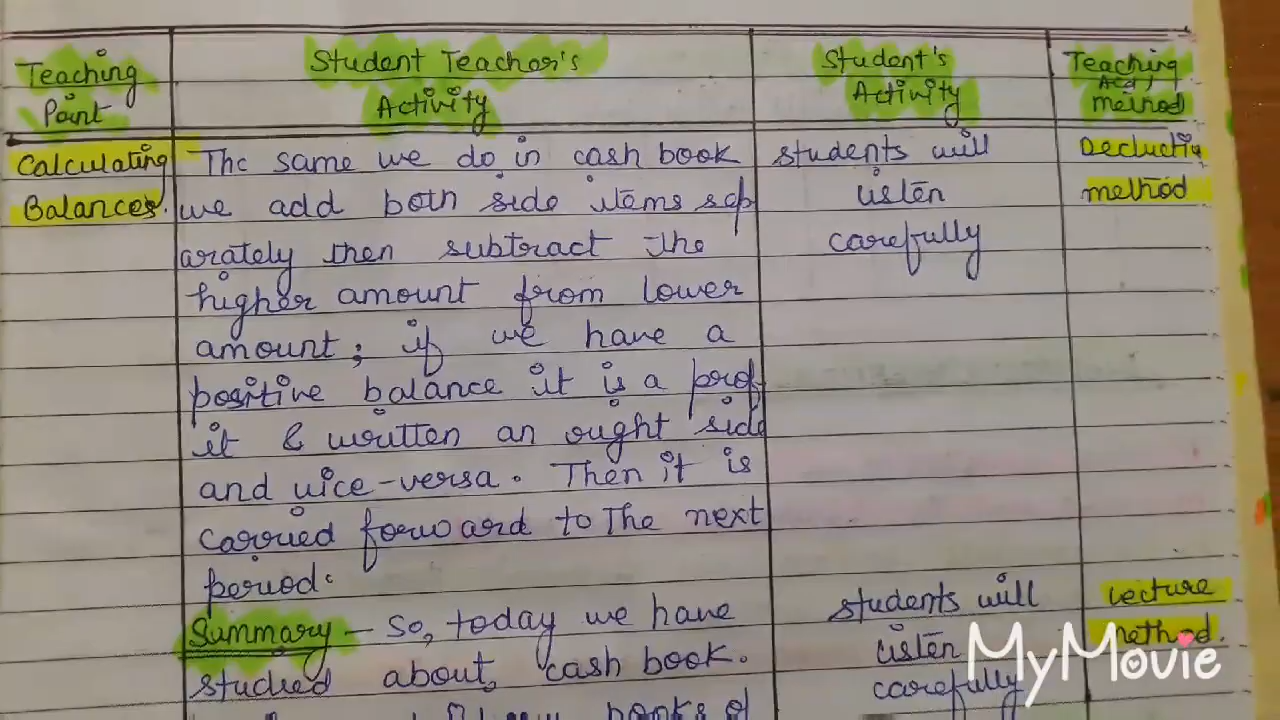 Teaching Point
Student Teacher's Activity
Student's Activity
Teaching Acd, method
Calculating
Balances.
The same we do in cash book
we add both side items sep
arately then subtract the
higher amount from lower
amount; if we have a
positive balance it is a prof
it & written on right side
and vice-versa. Then it is
carried forward to the next
period.
students will
listen
carefully
Deductiv
method
Summary - So, today we have
studied about cash book.
books of
students will
listen
carefully
Lecture
method.
MyMovie